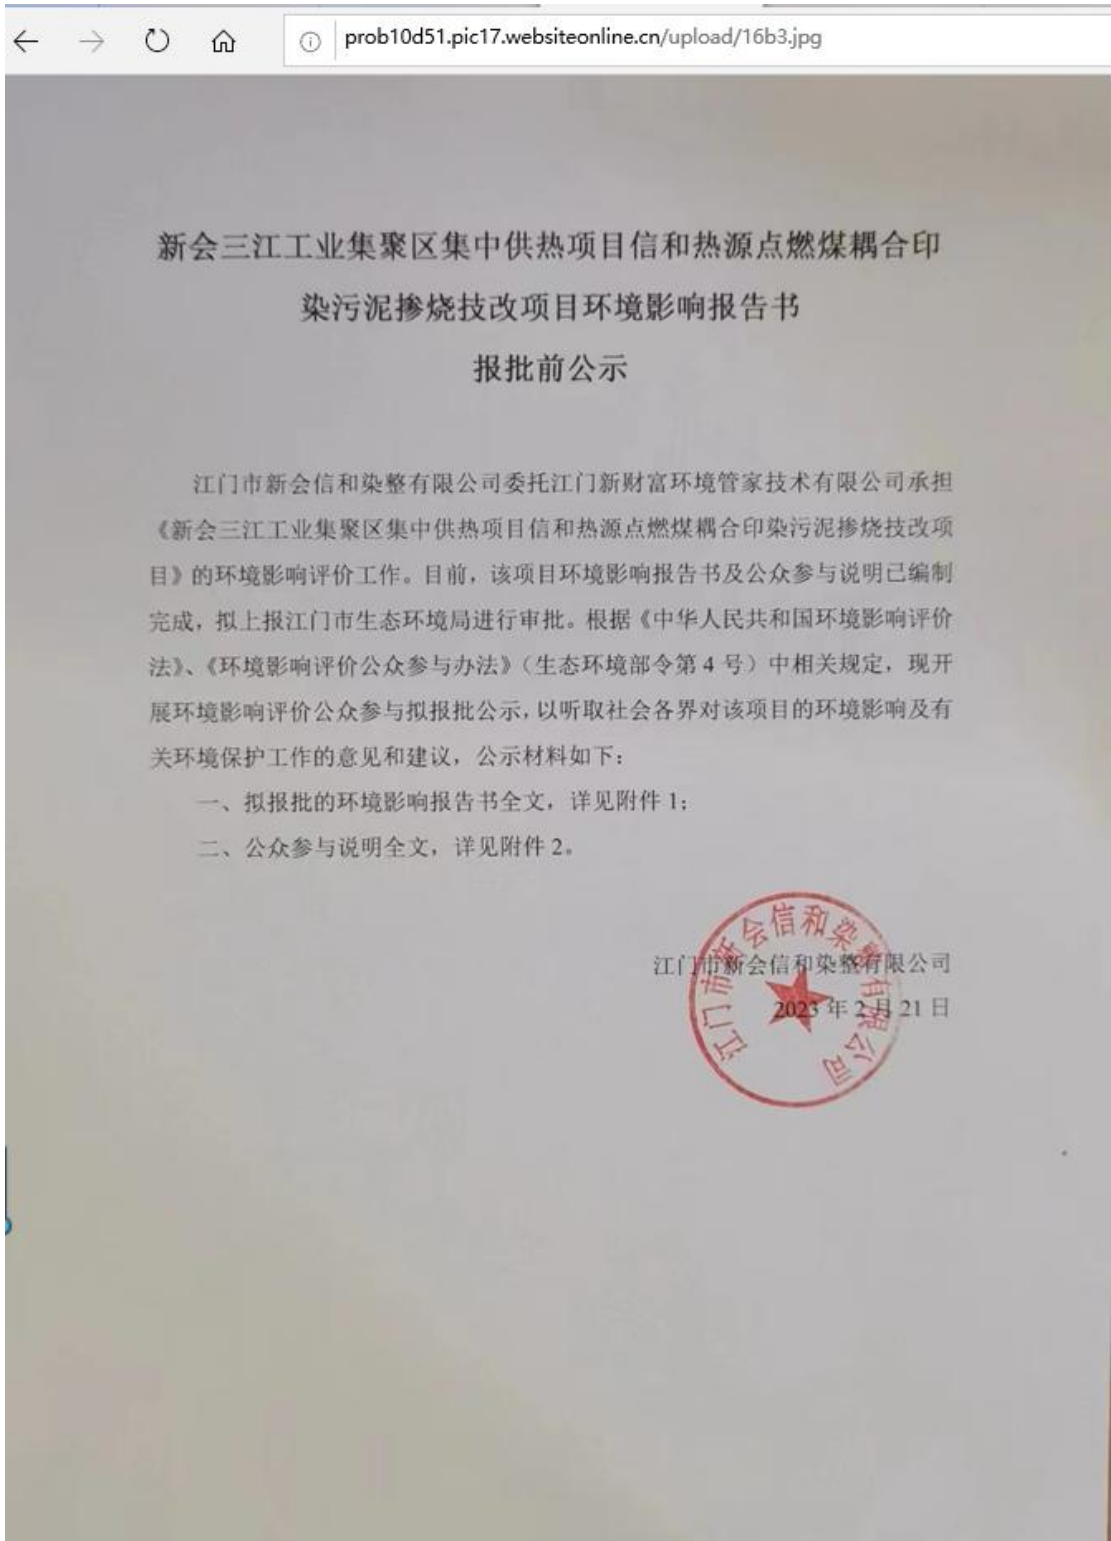 prob10d51.pic17.websiteonline.cn/upload/16b3.jpg
新会三江工业集聚区集中供热项目信和热源点燃煤耦合印
染污泥掺烧技改项目环境影响报告书
报批前公示
江门市新会信和染整有限公司委托江门新财富环境管家技术有限公司承担
《新会三江工业集聚区集中供热项目信和热源点燃煤耦合印染污泥掺烧技改项
目》的环境影响评价工作。目前，该项目环境影响报告书及公众参与说明已编制
完成，拟上报江门市生态环境局进行审批。根据《中华人民共和国环境影响评价
法》、《环境影响评价公众参与办法》（生态环境部令第 4 号）中相关规定，现开
展环境影响评价公众参与拟报批公示，以听取社会各界对该项目的环境影响及有
关环境保护工作的意见和建议，公示材料如下：
一、拟报批的环境影响报告书全文，详见附件 1；
二、公众参与说明全文，详见附件 2。
江门市新会信和染整有限公司
2023 年 2 月 21 日
江门市新会信和染整有限公司